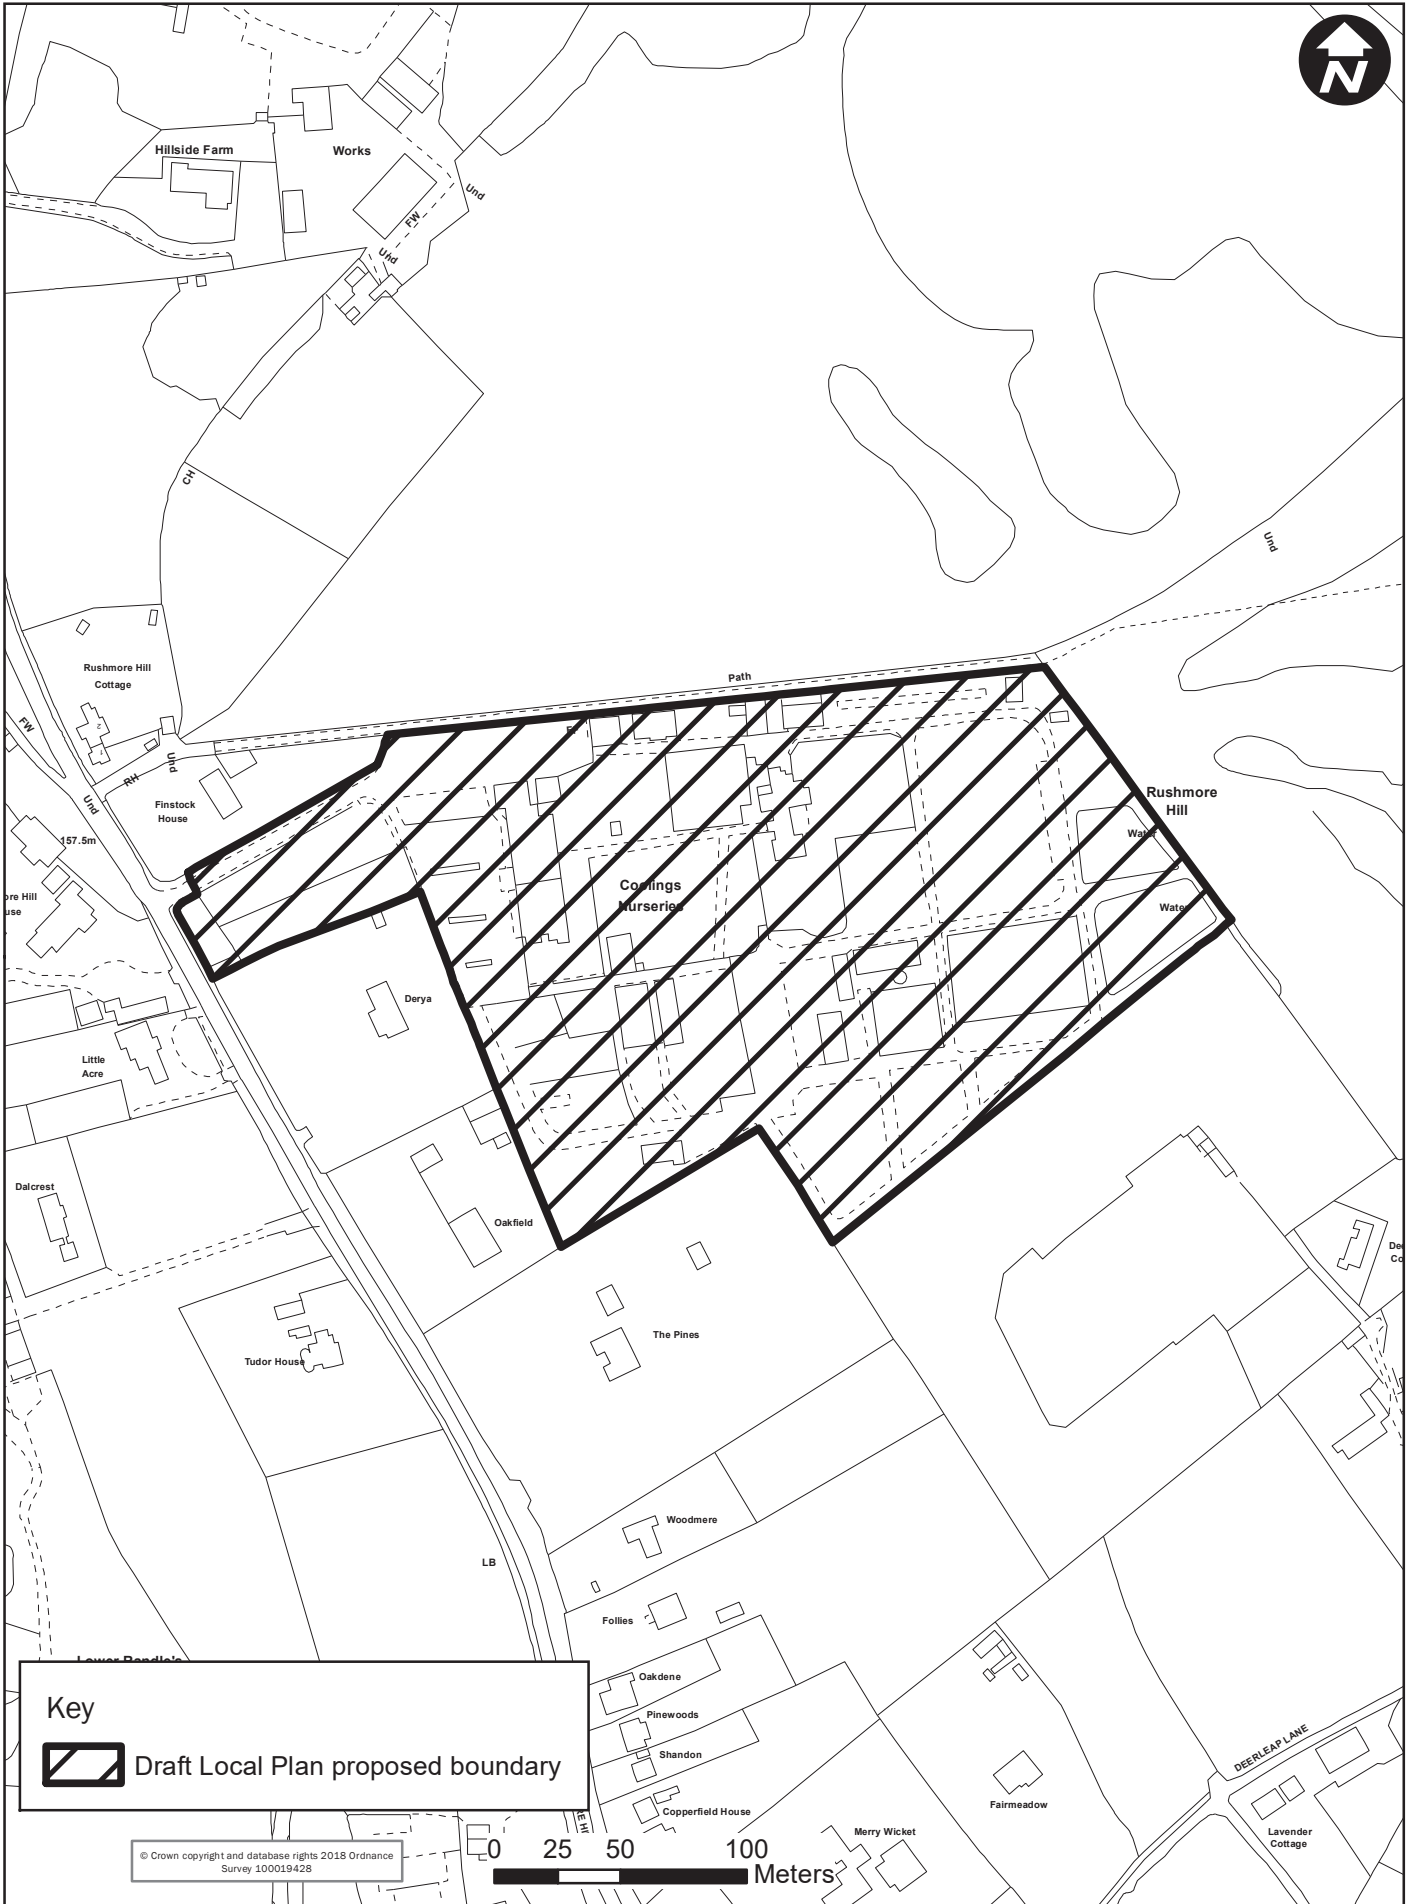 N
Hillside Farm
Works
Und
FW
Und
CH
Und
Path
Rushmore Hill
Cottage
FW
RH
Und
Und
Finstock
House
157.5m
Rushmore
Hill
Water
Water
Coolings
Nurseries
Derya
Little
Acre
Dalcrest
Oakfield
The Pines
Tudor House
Woodmere
LB
Follies
Oakdene
Pinewoods
Shandon
Copperfield House
Fairmeadow
DEERLEAP LANE
Merry Wicket
Lavender
Cottage
Key
Draft Local Plan proposed boundary
© Crown copyright and database rights 2018 Ordnance
Survey 100019428
0 25 50 100
Meters